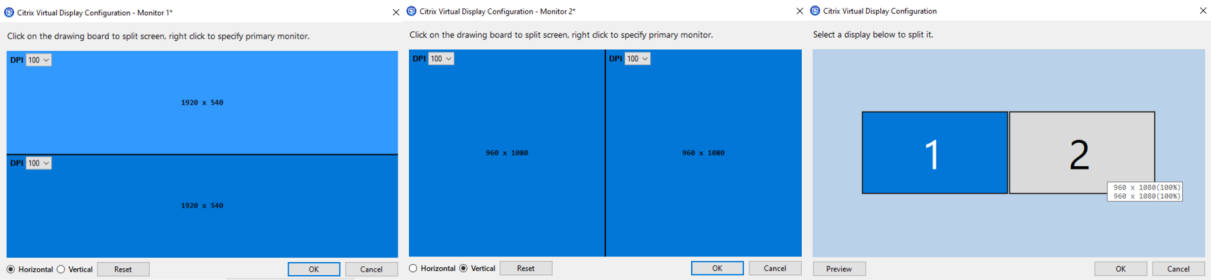 Citrix Virtual Display Configuration - Monitor 1*
Click on the drawing board to split screen, right click to specify primary monitor.
DPI 100
1920 x 540
DPI 100
1920 x 540
Horizontal Vertical Reset OK Cancel
Citrix Virtual Display Configuration - Monitor 2*
Click on the drawing board to split screen, right click to specify primary monitor.
DPI 100 DPI 100
960 x 1080 960 x 1080
Horizontal Vertical Reset OK Cancel
Citrix Virtual Display Configuration
Select a display below to split it.
1 2
960 x 1080(100%)
960 x 1080(100%)
Preview OK Cancel